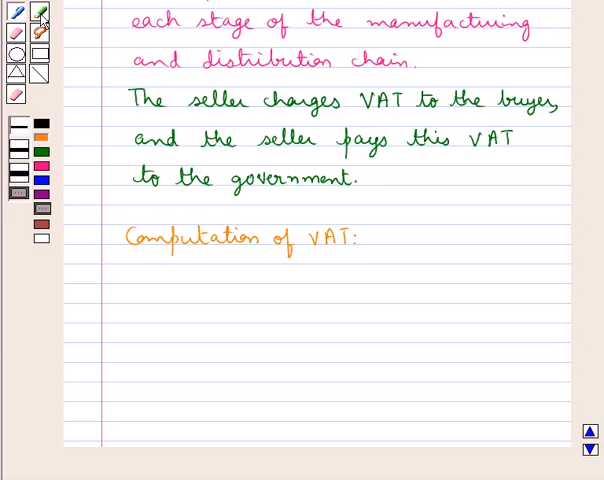 each stage of the manufacturing
and distribution chain.
The seller charges VAT to the buyer,
and the seller pays this VAT
to the government.
Computation of VAT: